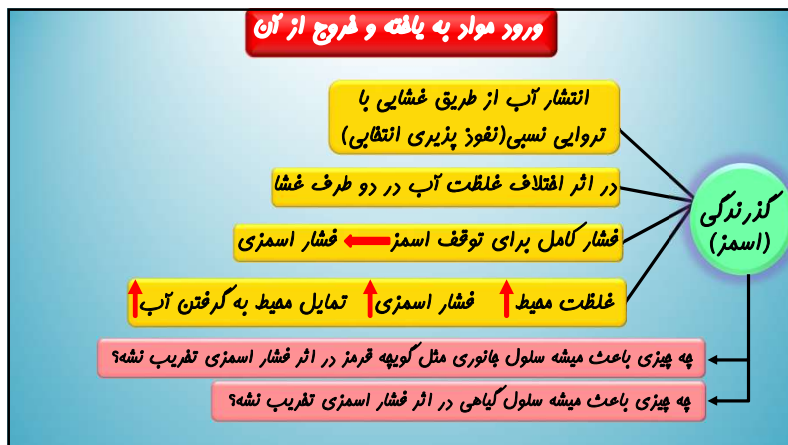 ورود مواد به یاخته و خروج از آن
انتشار آب از طریق غشایی با
تروایی نسبی(نفوذ پذیری انتخابی)
در اثر اختلاف غلظت آب در دو طرف غشا
گذرندگی
(اسمز)
فشار کامل برای توقف اسمز فشار اسمزی
غلظت محیط فشار اسمزی تمایل محیط به گرفتن آب
چه چیزی باعث میشه سلول جانوری مثل گویچه قرمز در اثر فشار اسمزی تخریب نشه؟
چه چیزی باعث میشه سلول گیاهی در اثر فشار اسمزی تخریب نشه؟